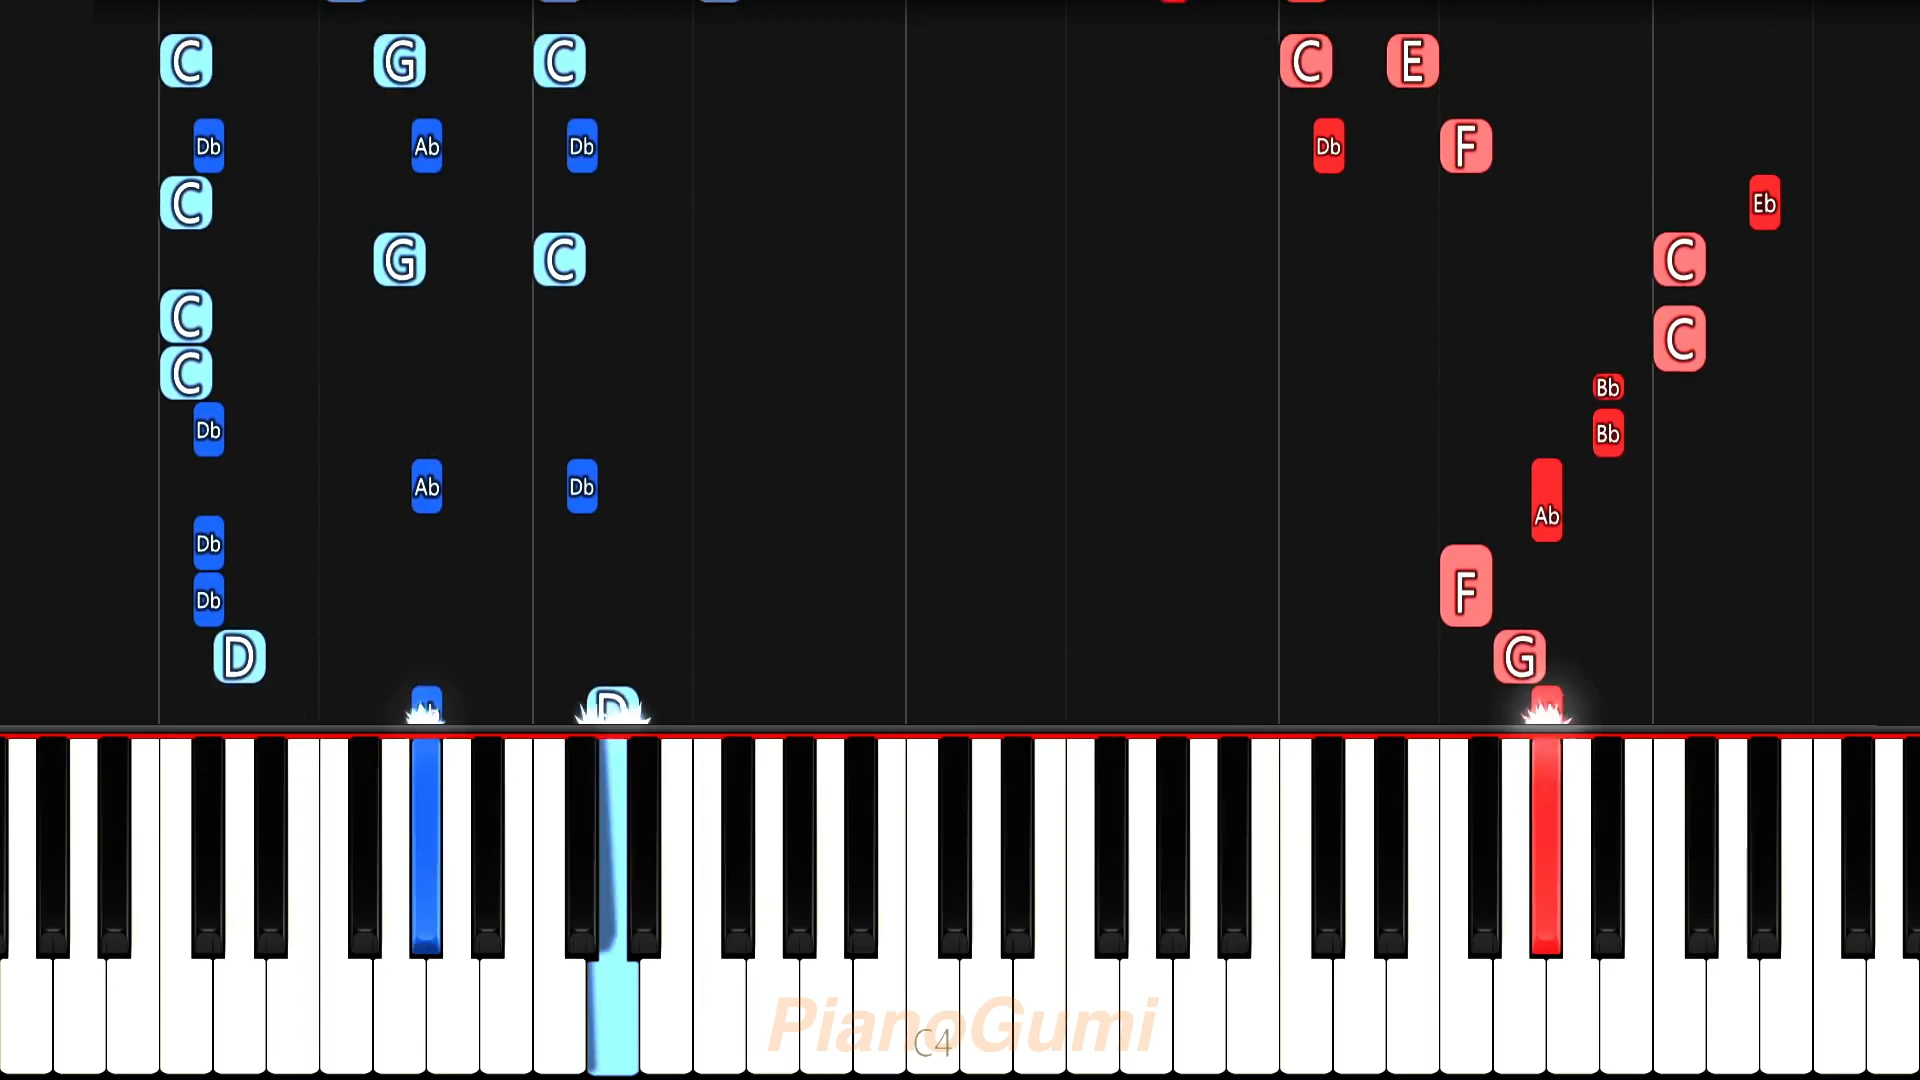 C G C C E
Db Ab Db Db F
C Eb
G C C
C C
C Bb
Db Bb
Ab Db Ab
Db
Db F
D G
D
PianoGumi
C4